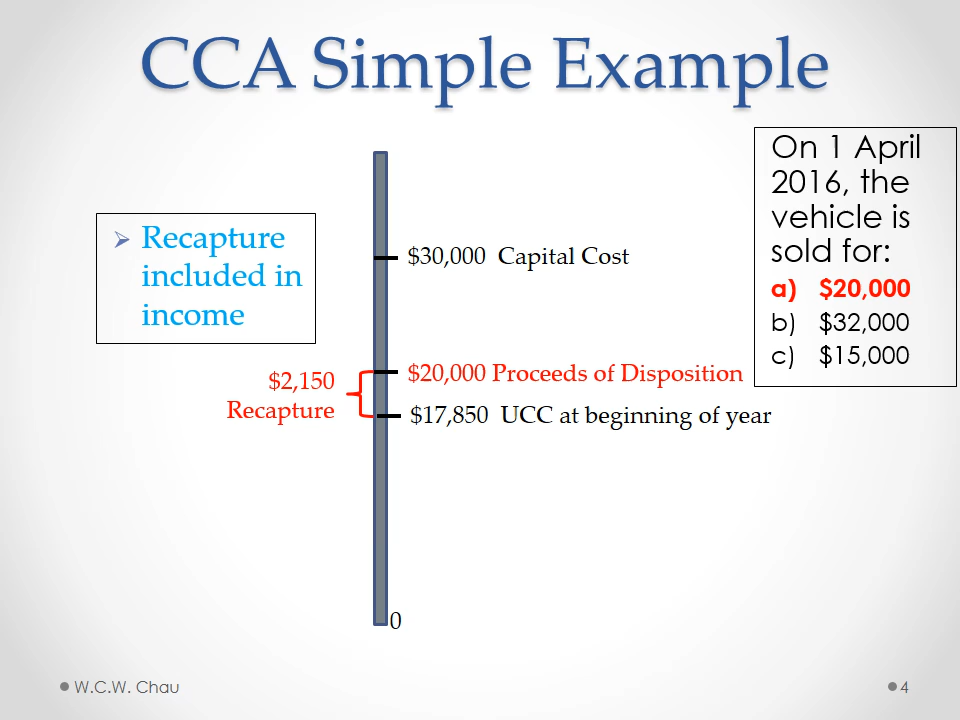 CCA Simple Example
On 1 April
2016, the
vehicle is
sold for:
a) $20,000
b) $32,000
c) $15,000
➢ Recapture
included in
income
$30,000 Capital Cost
$20,000 Proceeds of Disposition
$2,150
Recapture
$17,850 UCC at beginning of year
0
W.C.W. Chau
4